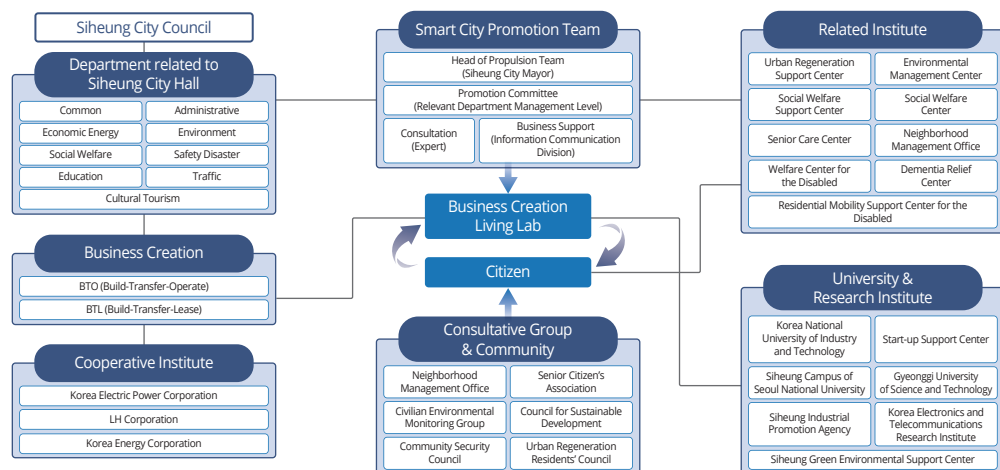 Siheung City Council
Department related to
Siheung City Hall
Common
Administrative
Economic Energy
Environment
Social Welfare
Safety Disaster
Education
Traffic
Cultural Tourism
Business Creation
BTO (Build-Transfer-Operate)
BTL (Build-Transfer-Lease)
Cooperative Institute
Korea Electric Power Corporation
LH Corporation
Korea Energy Corporation
Smart City Promotion Team
Head of Propulsion Team
(Siheung City Mayor)
Promotion Committee
(Relevant Department Management Level)
Consultation
(Expert)
Business Support
(Information Communication
Division)
Business Creation
Living Lab
Citizen
Consultative Group
& Community
Neighborhood
Management Office
Senior Citizen's
Association
Civilian Environmental
Monitoring Group
Council for Sustainable
Development
Community Security
Council
Urban Regeneration
Residents' Council
Related Institute
Urban Regeneration
Support Center
Environmental
Management Center
Social Welfare
Support Center
Social Welfare
Center
Senior Care Center
Neighborhood
Management Office
Welfare Center for
the Disabled
Dementia Relief
Center
Residential Mobility Support Center for the
Disabled
University &
Research Institute
Korea National
University of Industry
and Technology
Start-up Support Center
Siheung Campus of
Seoul National University
Gyeonggi University
of Science and Technology
Siheung Industrial
Promotion Agency
Korea Electronics and
Telecommunications
Research Institute
Siheung Green Environmental Support Center